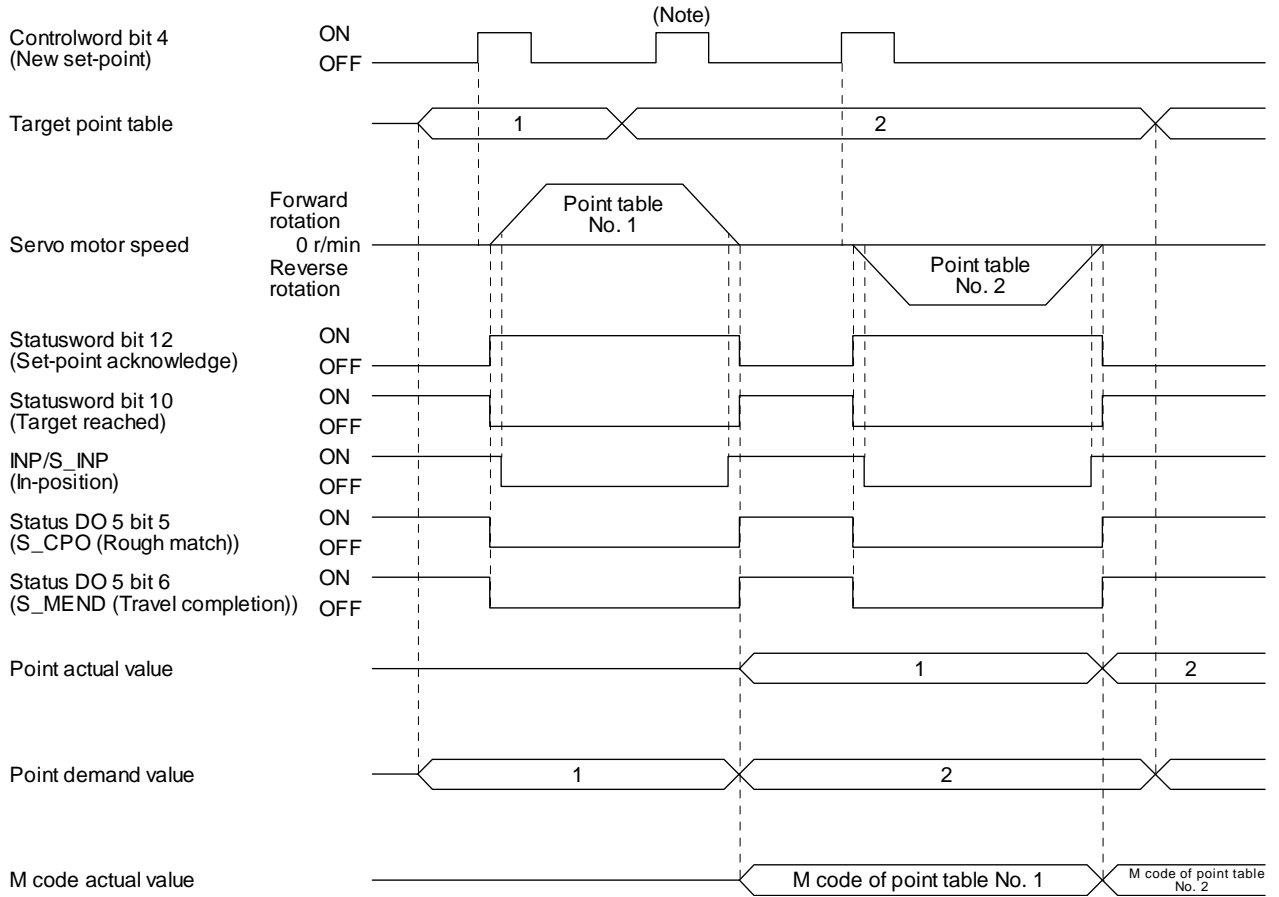 (Note)
Controlword bit 4
(New set-point)
ON
OFF
Target point table
1
2
Servo motor speed
Forward
rotation
0 r/min
Reverse
rotation
Point table
No. 1
Point table
No. 2
Statusword bit 12
(Set-point acknowledge)
ON
OFF
Statusword bit 10
(Target reached)
ON
OFF
INP/S_INP
(In-position)
ON
OFF
Status DO 5 bit 5
(S_CPO (Rough match))
ON
OFF
Status DO 5 bit 6
(S_MEND (Travel completion))
ON
OFF
Point actual value
1
2
Point demand value
1
2
M code actual value
M code of point table No. 1
M code of point table
No. 2